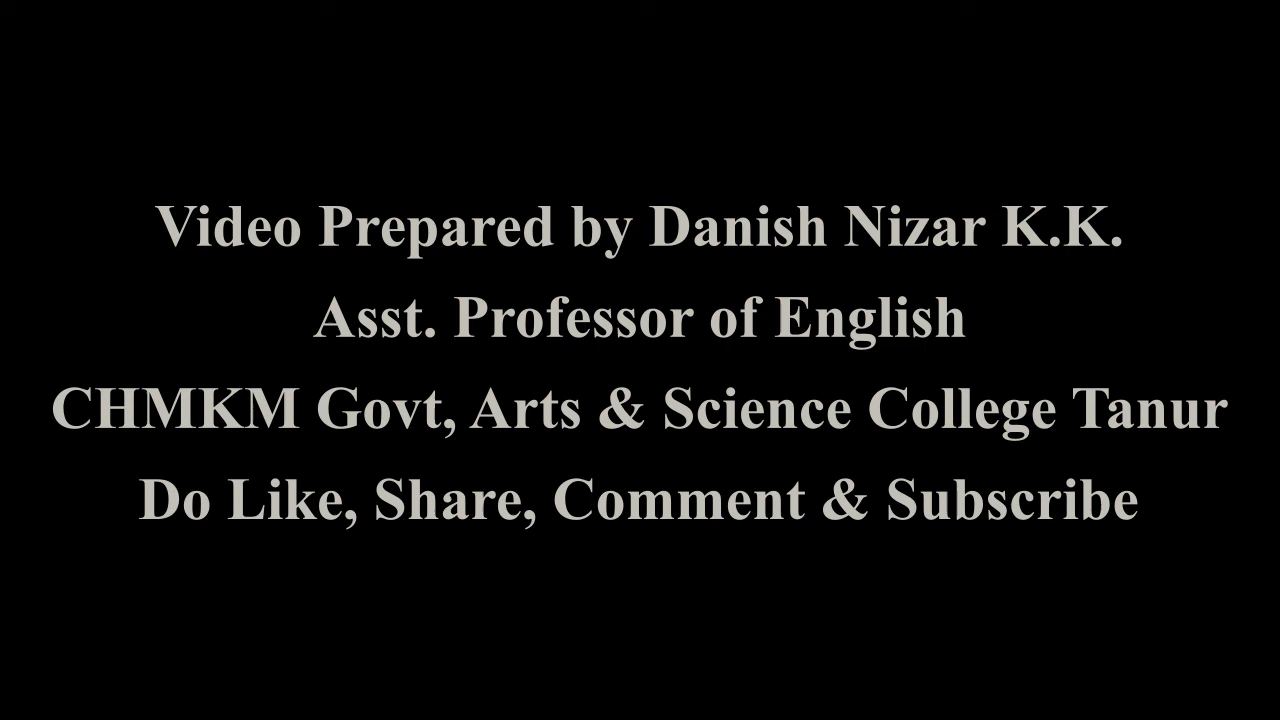 Video Prepared by Danish Nizar K.K.
Asst. Professor of English
CHMKM Govt, Arts & Science College Tanur
Do Like, Share, Comment & Subscribe